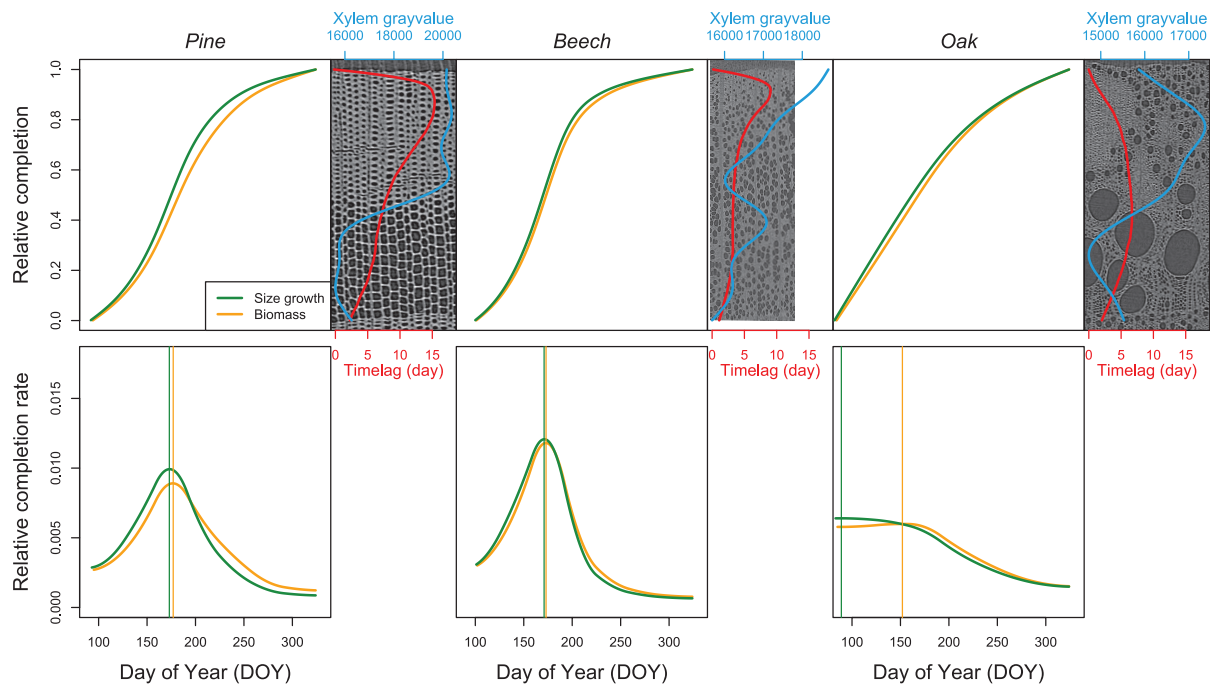 Xylem grayvalue
Xylem grayvalue
Xylem grayvalue
Pine
16000 18000 20000
Beech
16000 17000 18000
Oak
15000 16000 17000
Relative completion
0.0 0.2 0.4 0.6 0.8 1.0
Size growth
Biomass
0 5 10 15
Timelag (day)
0 5 10 15
Timelag (day)
0 5 10 15
Timelag (day)
Relative completion rate
0.000 0.005 0.010 0.015
100 150 200 250 300
100 150 200 250 300
100 150 200 250 300
Day of Year (DOY)
Day of Year (DOY)
Day of Year (DOY)